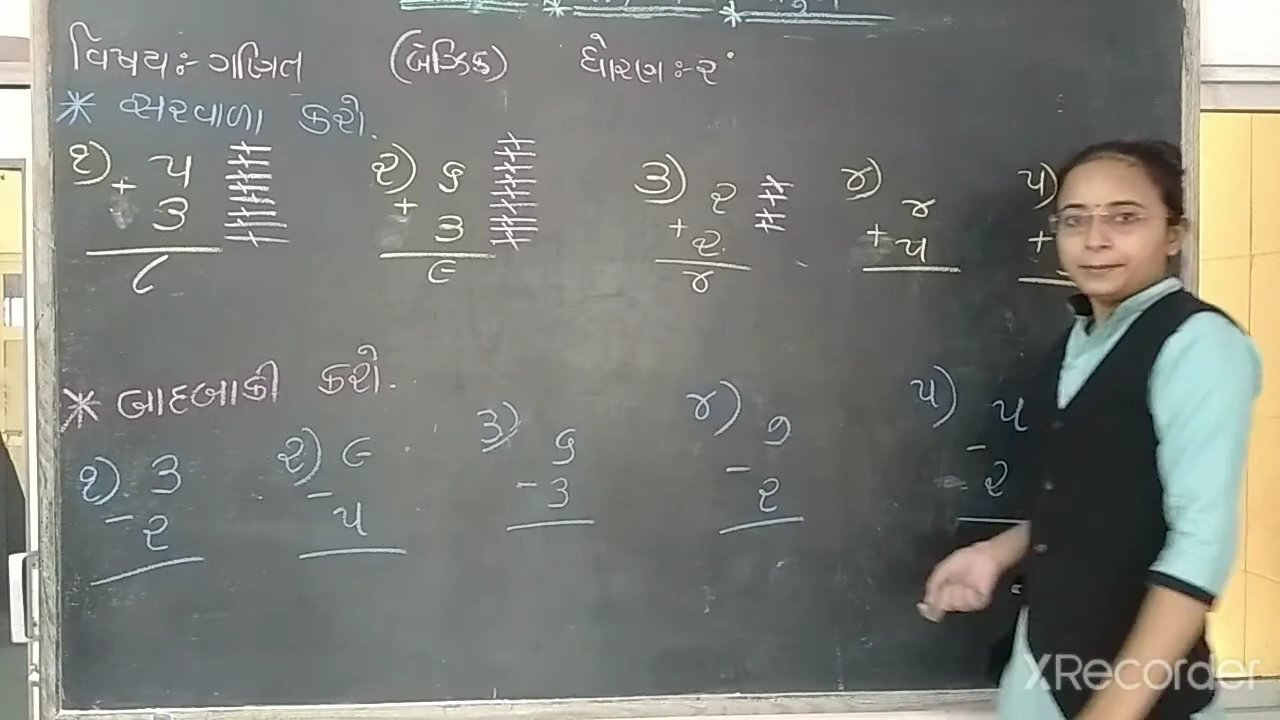 વિષય:- ગણિત (બેઝિક) ધોરણ:- ૨
* સરવાળા કરો.
૧) ૫ + ૩ ૮
૨) ૬ + ૩ ૯
૩) ૨ + ૨ ૪
૪) ૪ + ૫
૫) +
* બાદબાકી કરો.
૧) ૩ - ૨
૨) ૯ - ૫
૩) ૬ - ૩
૪) ૭ - ૨
૫) ૫ - ૨
XRecorder